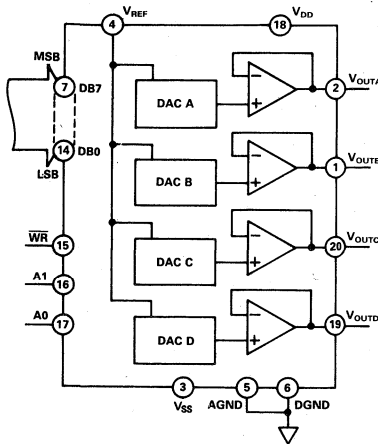 VREF
4
18
VDD
MSB
7
DB7
DAC A
−
+
2
VOUTA
14
DB0
LSB
DAC B
−
+
1
VOUTB
WR
15
DAC C
−
+
20
VOUTC
A1
16
A0
17
DAC D
−
+
19
VOUTD
3
VSS
5
AGND
6
DGND